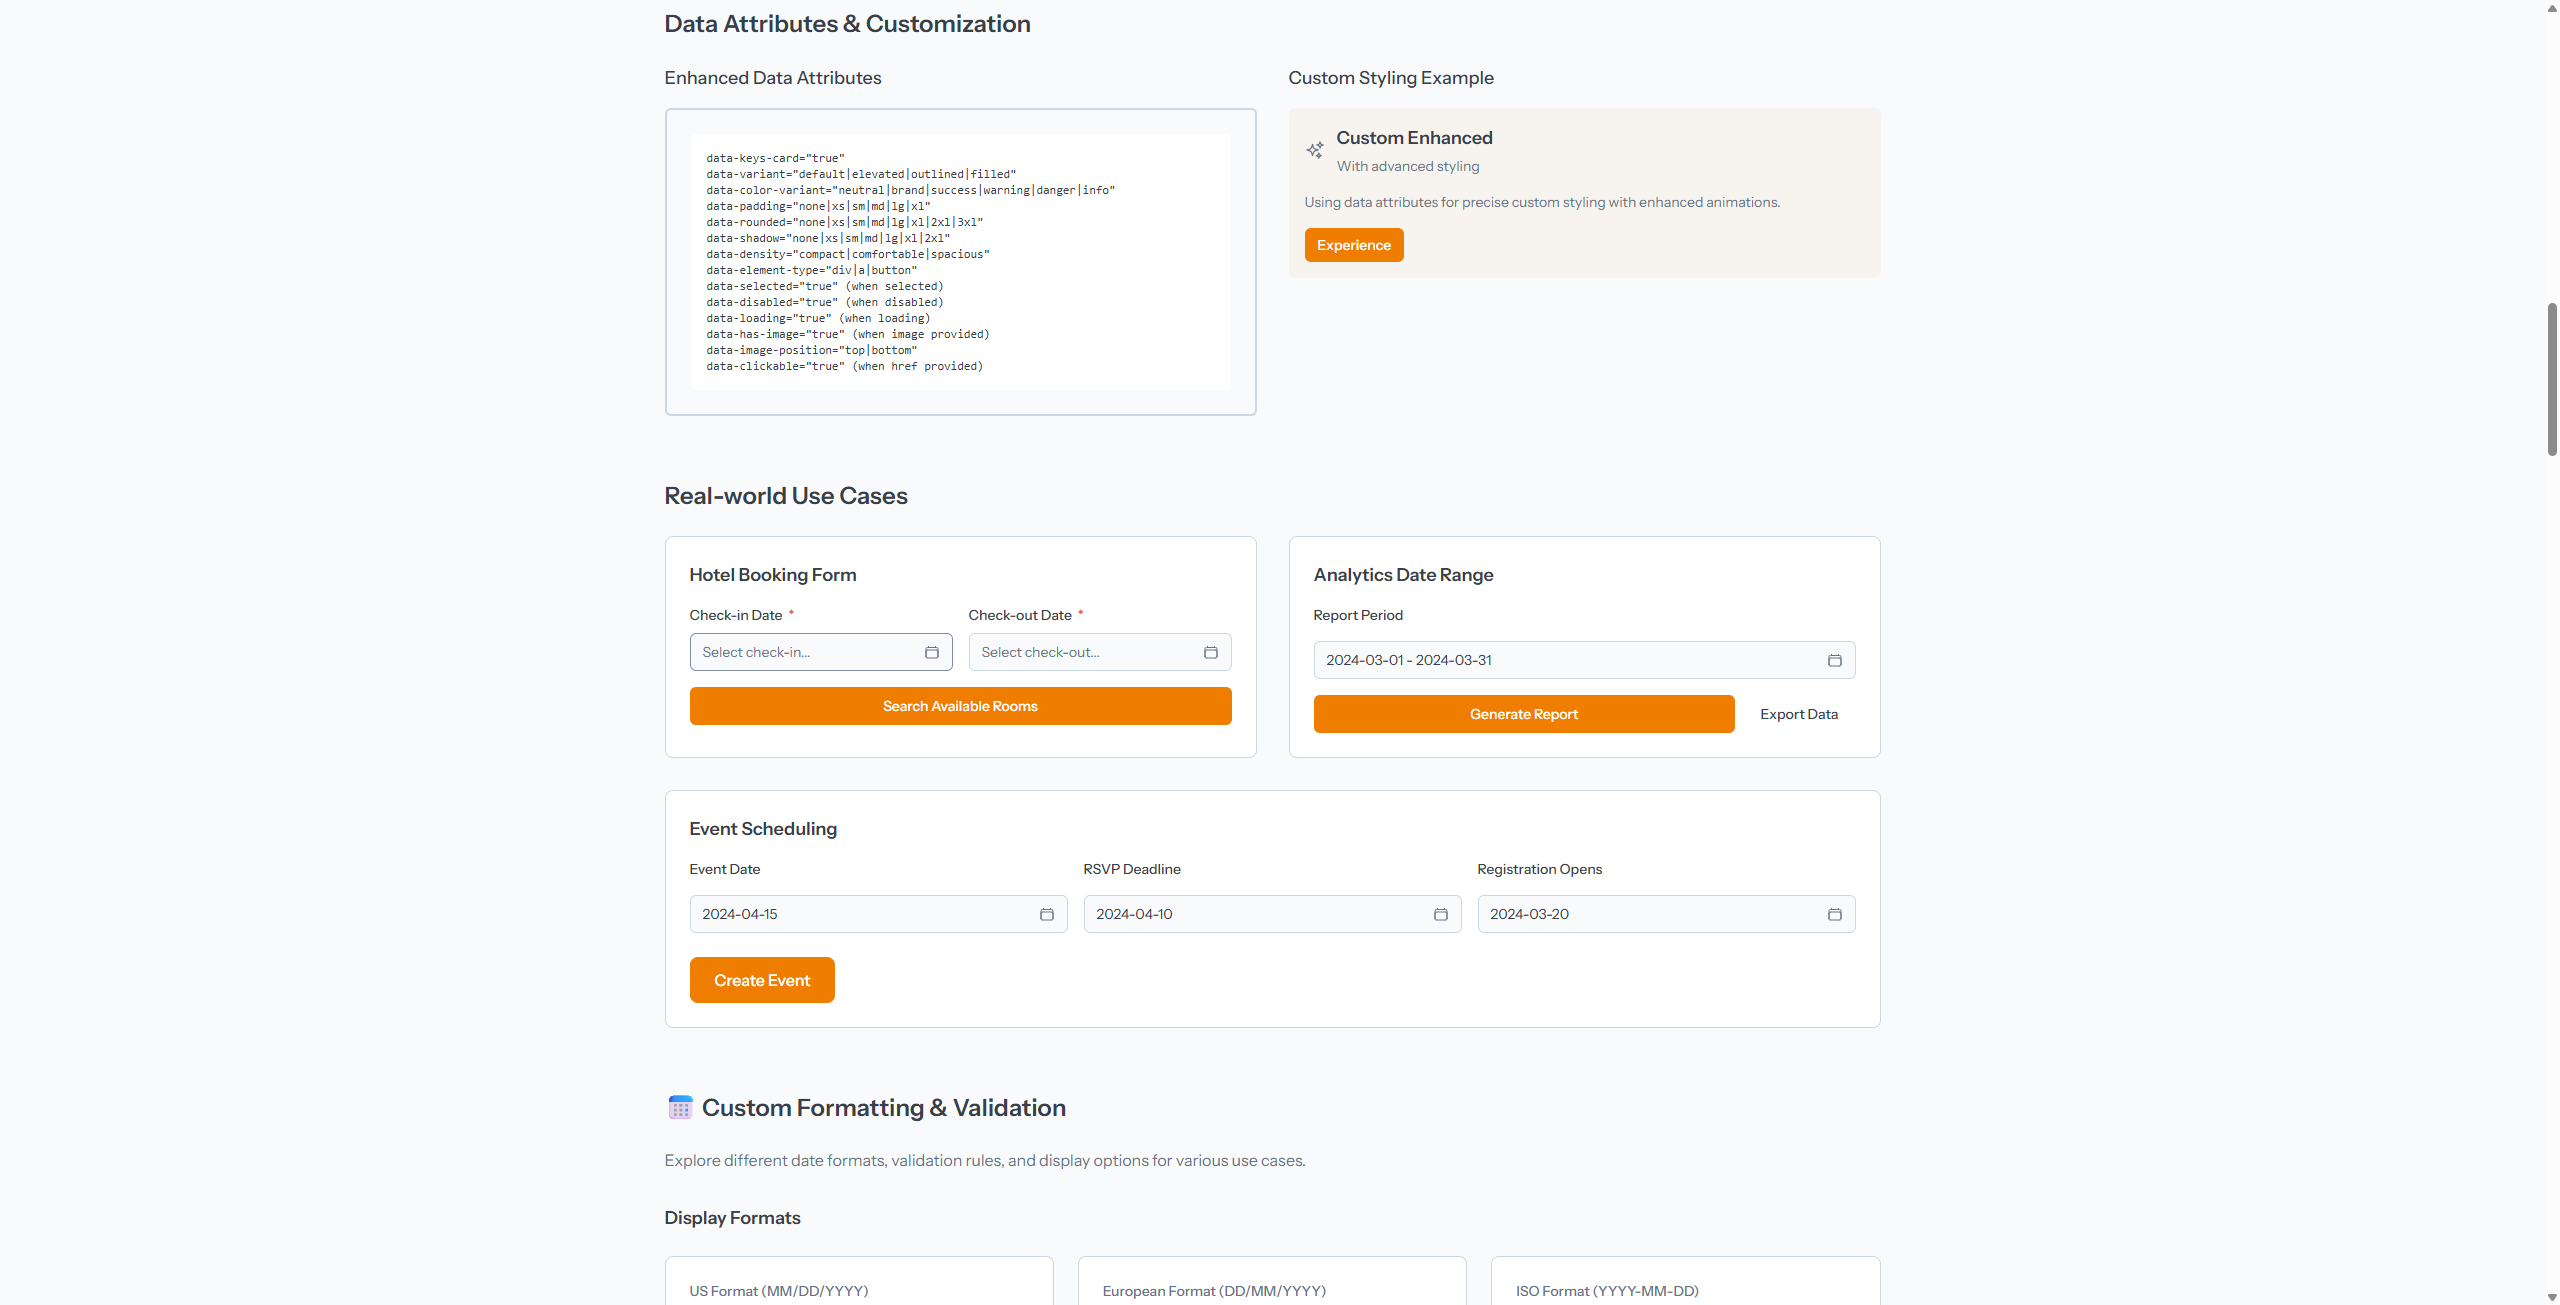 Data Attributes & Customization
Enhanced Data Attributes
data-keys-card="true"
data-variant="default|elevated|outlined|filled"
data-color-variant="neutral|brand|success|warning|danger|info"
data-padding="none|xs|sm|md|lg|xl"
data-rounded="none|xs|sm|md|lg|xl|2xl|3xl"
data-shadow="none|xs|sm|md|lg|xl|2xl"
data-density="compact|comfortable|spacious"
data-element-type="div|a|button"
data-selected="true" (when selected)
data-disabled="true" (when disabled)
data-loading="true" (when loading)
data-has-image="true" (when image provided)
data-image-position="top|bottom"
data-clickable="true" (when href provided)
Custom Styling Example
Custom Enhanced
With advanced styling
Using data attributes for precise custom styling with enhanced animations.
Experience
Real-world Use Cases
Hotel Booking Form
Check-in Date *
Check-out Date *
Select check-in...
Select check-out...
Search Available Rooms
Analytics Date Range
Report Period
2024-03-01 - 2024-03-31
Generate Report
Export Data
Event Scheduling
Event Date
RSVP Deadline
Registration Opens
2024-04-15
2024-04-10
2024-03-20
Create Event
Custom Formatting & Validation
Explore different date formats, validation rules, and display options for various use cases.
Display Formats
US Format (MM/DD/YYYY)
European Format (DD/MM/YYYY)
ISO Format (YYYY-MM-DD)